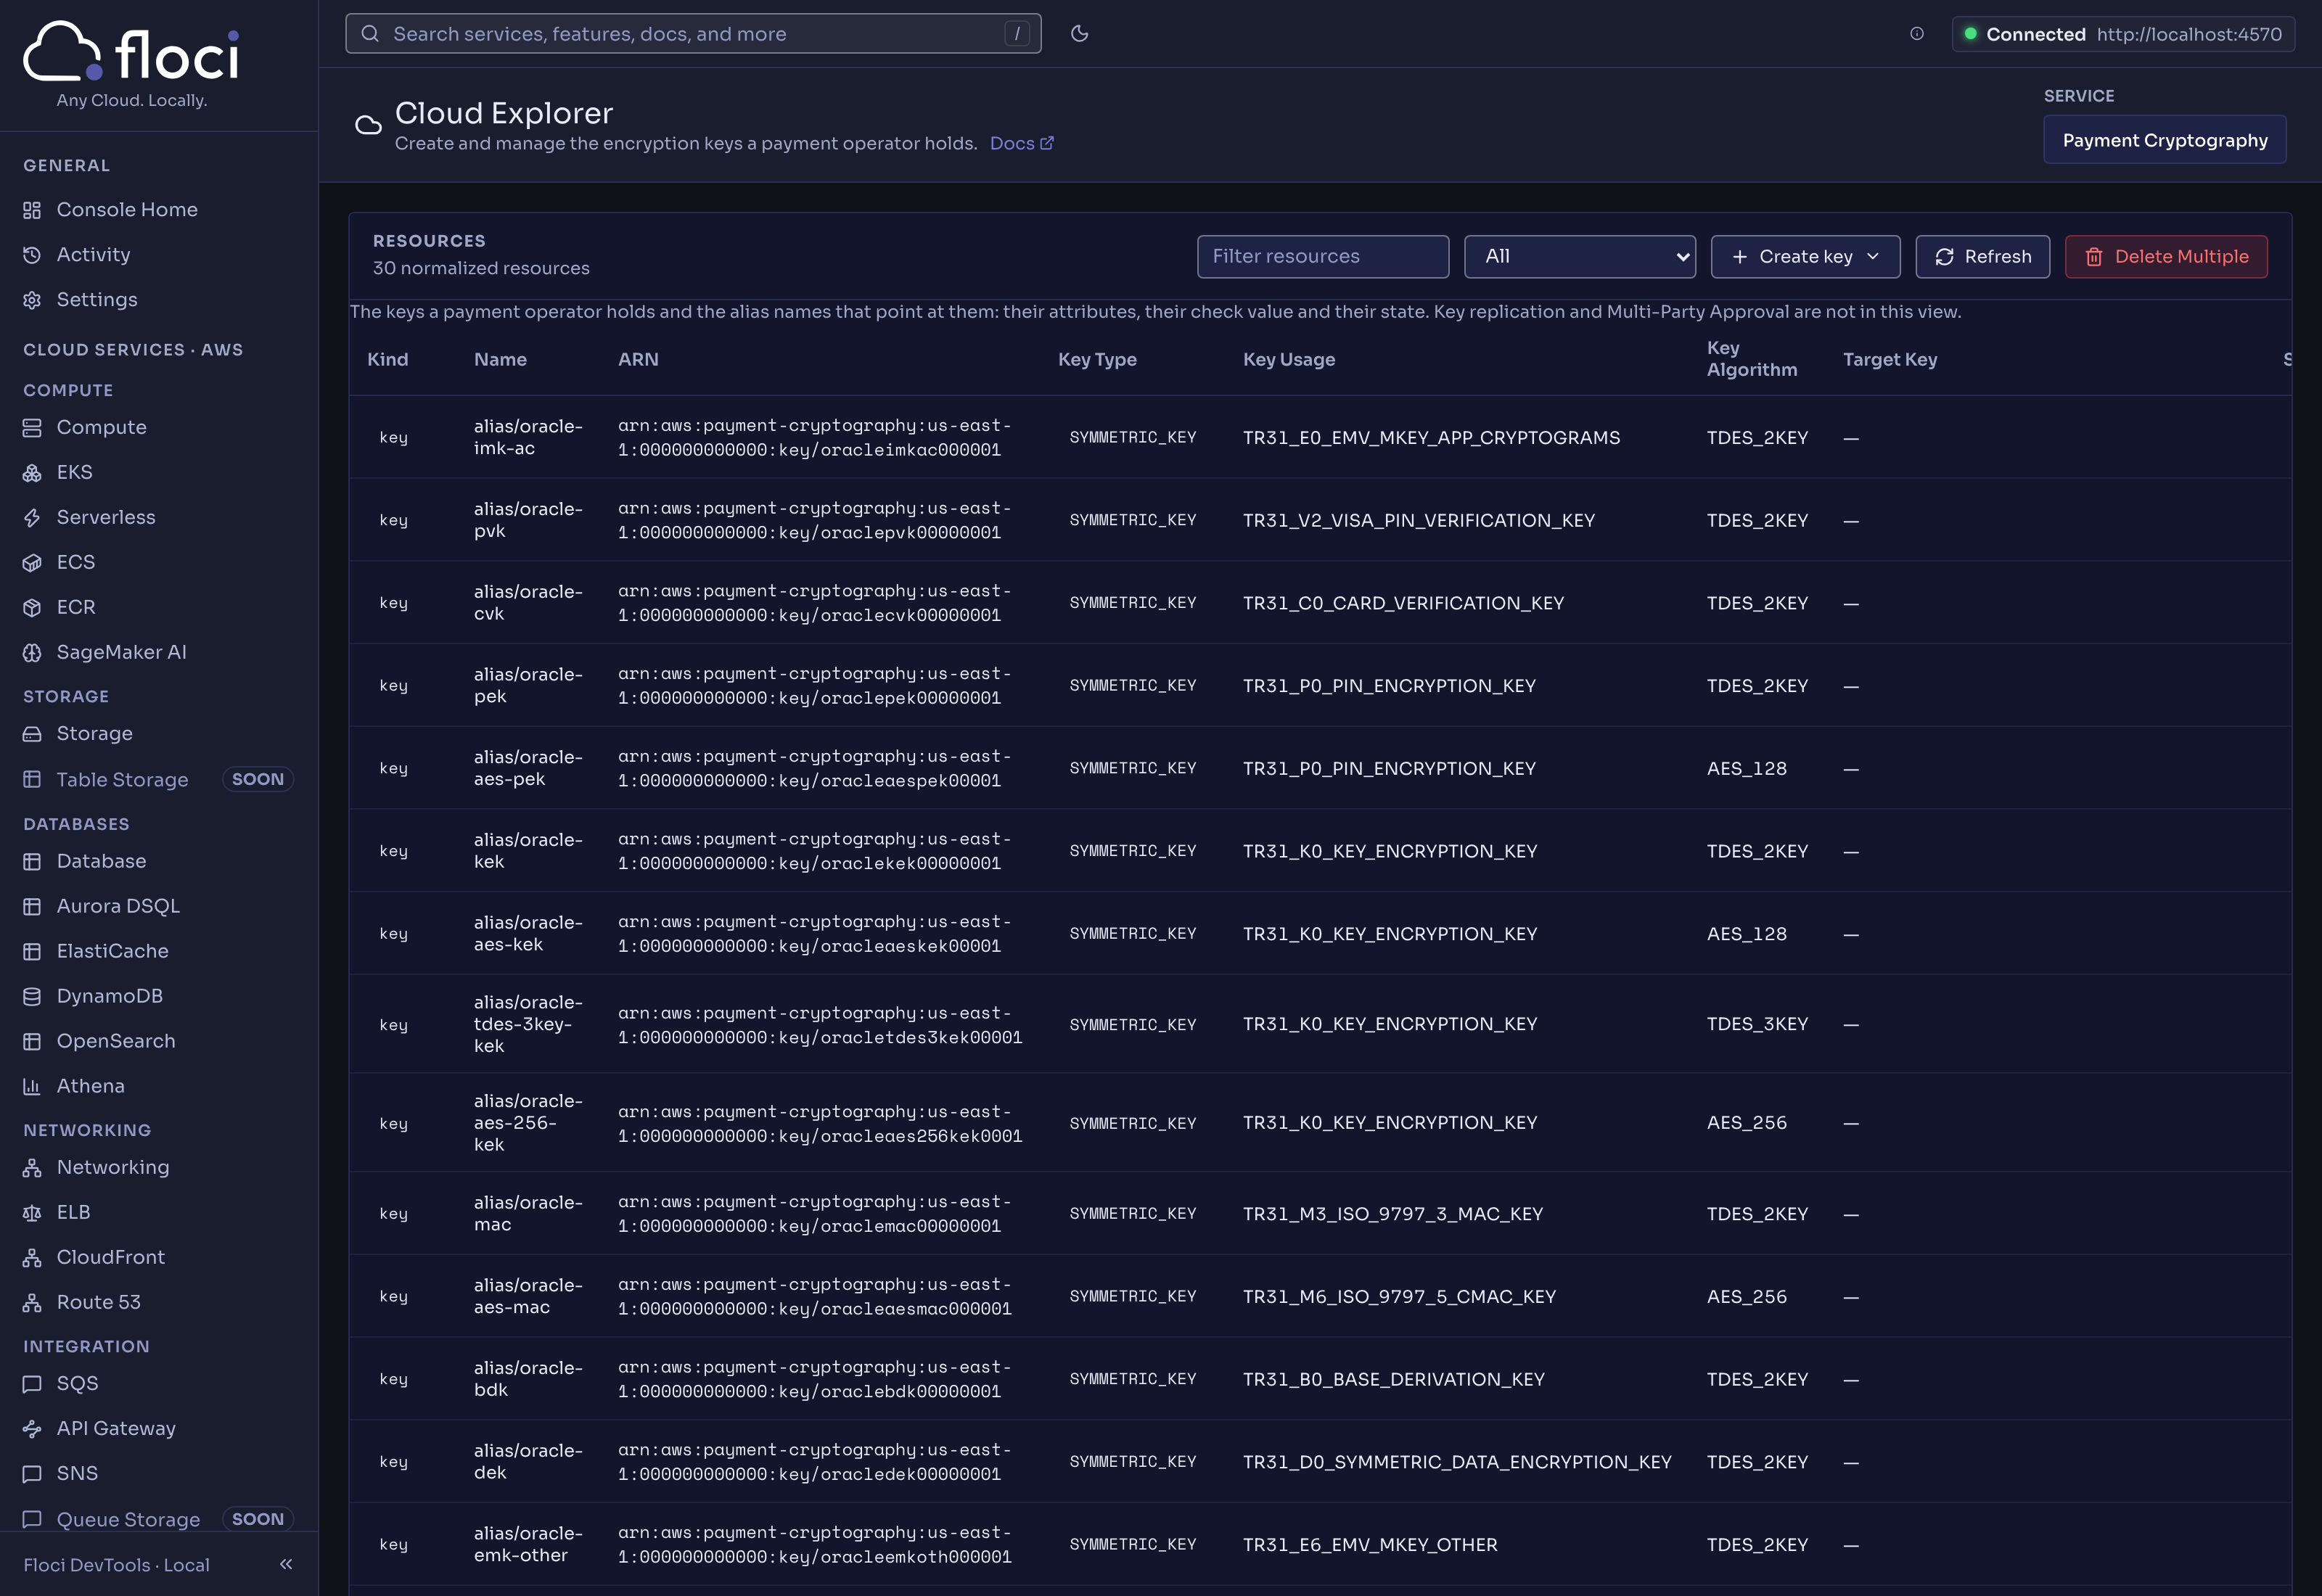 floci
Any Cloud. Locally.
GENERAL
Console Home
Activity
Settings
CLOUD SERVICES · AWS
COMPUTE
Compute
EKS
Serverless
ECS
ECR
SageMaker AI
STORAGE
Storage
Table Storage SOON
DATABASES
Database
Aurora DSQL
ElastiCache
DynamoDB
OpenSearch
Athena
NETWORKING
Networking
ELB
CloudFront
Route 53
INTEGRATION
SQS
API Gateway
SNS
Queue Storage SOON
Floci DevTools · Local «
Search services, features, docs, and more /
Connected http://localhost:4570
Cloud Explorer
Create and manage the encryption keys a payment operator holds. Docs
SERVICE
Payment Cryptography
RESOURCES
30 normalized resources
Filter resources All + Create key Refresh Delete Multiple
The keys a payment operator holds and the alias names that point at them: their attributes, their check value and their state. Key replication and Multi-Party Approval are not in this view.
Kind Name ARN Key Type Key Usage Key Algorithm Target Key S
key alias/oracle-imk-ac arn:aws:payment-cryptography:us-east-1:000000000000:key/oracleimkac000001 SYMMETRIC_KEY TR31_E0_EMV_MKEY_APP_CRYPTOGRAMS TDES_2KEY —
key alias/oracle-pvk arn:aws:payment-cryptography:us-east-1:000000000000:key/oraclepvk00000001 SYMMETRIC_KEY TR31_V2_VISA_PIN_VERIFICATION_KEY TDES_2KEY —
key alias/oracle-cvk arn:aws:payment-cryptography:us-east-1:000000000000:key/oraclecvk00000001 SYMMETRIC_KEY TR31_C0_CARD_VERIFICATION_KEY TDES_2KEY —
key alias/oracle-pek arn:aws:payment-cryptography:us-east-1:000000000000:key/oraclepek00000001 SYMMETRIC_KEY TR31_P0_PIN_ENCRYPTION_KEY TDES_2KEY —
key alias/oracle-aes-pek arn:aws:payment-cryptography:us-east-1:000000000000:key/oracleaespek00001 SYMMETRIC_KEY TR31_P0_PIN_ENCRYPTION_KEY AES_128 —
key alias/oracle-kek arn:aws:payment-cryptography:us-east-1:000000000000:key/oraclekek00000001 SYMMETRIC_KEY TR31_K0_KEY_ENCRYPTION_KEY TDES_2KEY —
key alias/oracle-aes-kek arn:aws:payment-cryptography:us-east-1:000000000000:key/oracleaeskek00001 SYMMETRIC_KEY TR31_K0_KEY_ENCRYPTION_KEY AES_128 —
key alias/oracle-tdes-3key-kek arn:aws:payment-cryptography:us-east-1:000000000000:key/oracletdes3kek00001 SYMMETRIC_KEY TR31_K0_KEY_ENCRYPTION_KEY TDES_3KEY —
key alias/oracle-aes-256-kek arn:aws:payment-cryptography:us-east-1:000000000000:key/oracleaes256kek0001 SYMMETRIC_KEY TR31_K0_KEY_ENCRYPTION_KEY AES_256 —
key alias/oracle-mac arn:aws:payment-cryptography:us-east-1:000000000000:key/oraclemac00000001 SYMMETRIC_KEY TR31_M3_ISO_9797_3_MAC_KEY TDES_2KEY —
key alias/oracle-aes-mac arn:aws:payment-cryptography:us-east-1:000000000000:key/oracleaesmac000001 SYMMETRIC_KEY TR31_M6_ISO_9797_5_CMAC_KEY AES_256 —
key alias/oracle-bdk arn:aws:payment-cryptography:us-east-1:000000000000:key/oraclebdk00000001 SYMMETRIC_KEY TR31_B0_BASE_DERIVATION_KEY TDES_2KEY —
key alias/oracle-dek arn:aws:payment-cryptography:us-east-1:000000000000:key/oracledek00000001 SYMMETRIC_KEY TR31_D0_SYMMETRIC_DATA_ENCRYPTION_KEY TDES_2KEY —
key alias/oracle-emk-other arn:aws:payment-cryptography:us-east-1:000000000000:key/oracleemkoth000001 SYMMETRIC_KEY TR31_E6_EMV_MKEY_OTHER TDES_2KEY —